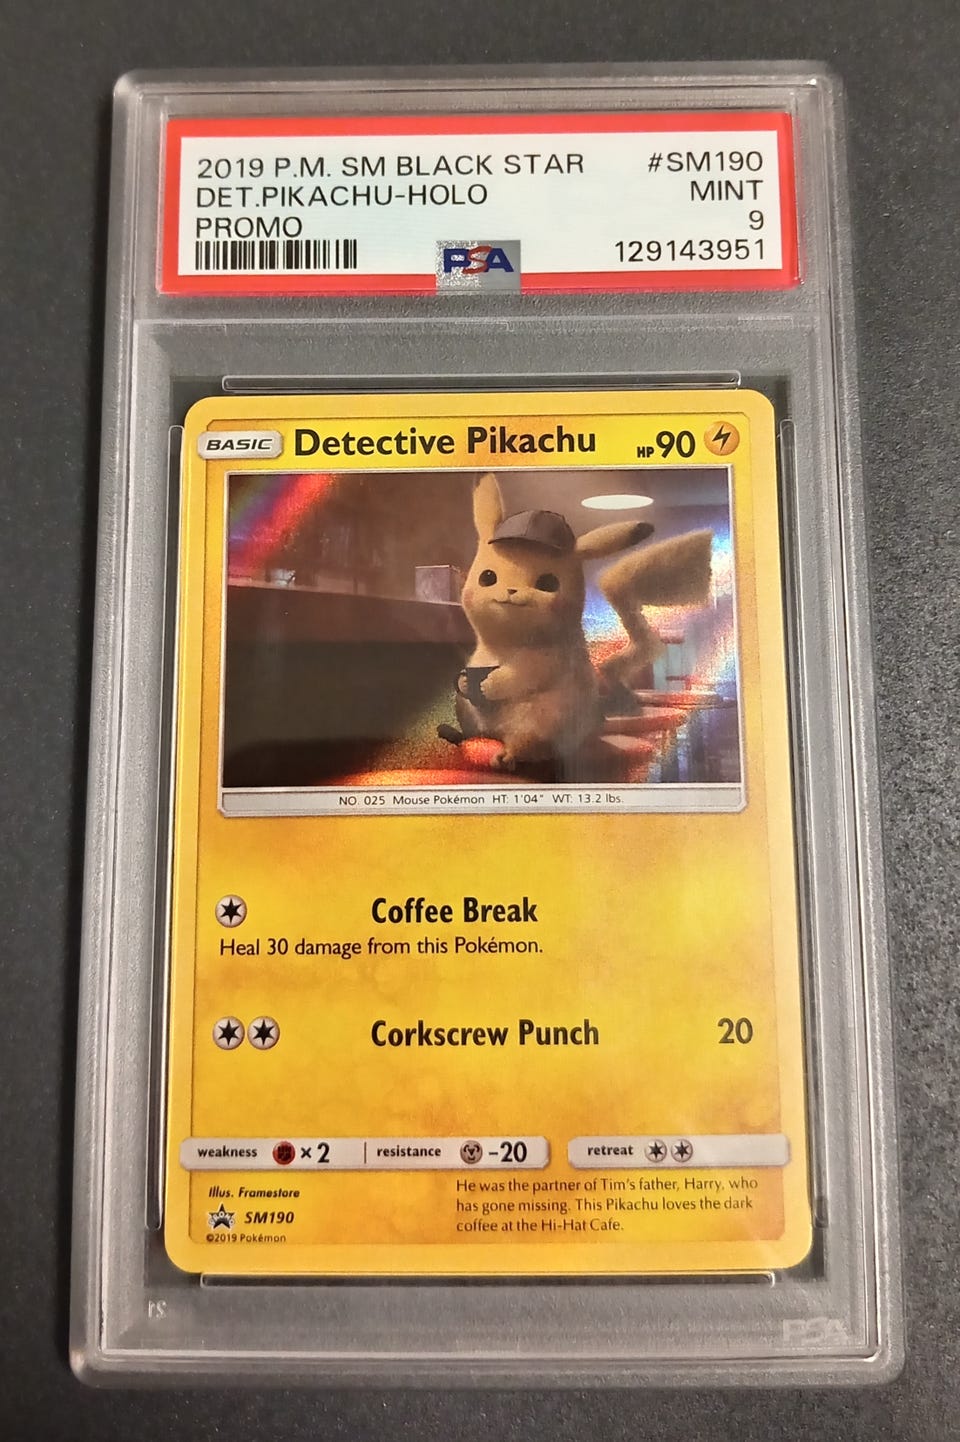 2019 P.M. SM BLACK STAR #SM190
DET.PIKACHU-HOLO MINT
PROMO 9
129143951
PSA
BASIC Detective Pikachu HP 90
NO. 025 Mouse Pokémon HT: 1'04" WT: 13.2 lbs.
Coffee Break
Heal 30 damage from this Pokémon.
Corkscrew Punch 20
weakness ×2 resistance -20 retreat
Illus. Framestore
SM190
©2019 Pokémon
He was the partner of Tim's father, Harry, who
has gone missing. This Pikachu loves the dark
coffee at the Hi-Hat Cafe.
PSA